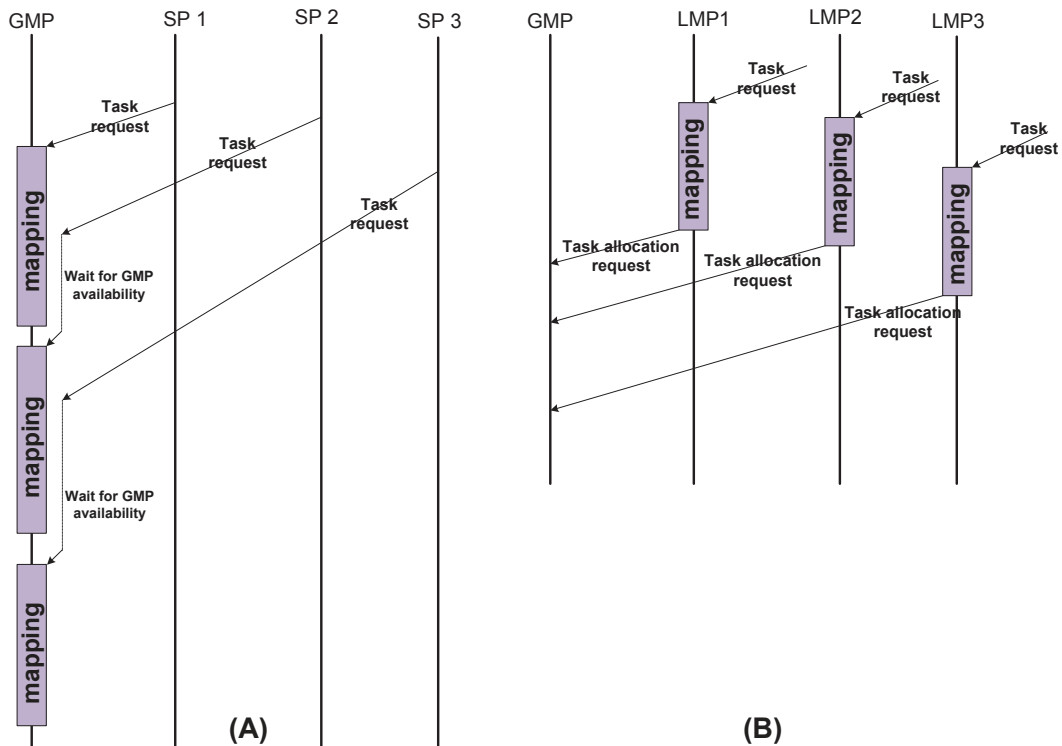 GMP
SP 1
SP 2
SP 3
Task
request
Task
request
Task
request
mapping
Wait for GMP
availability
mapping
Wait for GMP
availability
mapping
(A)
GMP
LMP1
LMP2
LMP3
Task
request
Task
request
Task
request
mapping
mapping
mapping
Task allocation
request
Task allocation
request
Task allocation
request
(B)